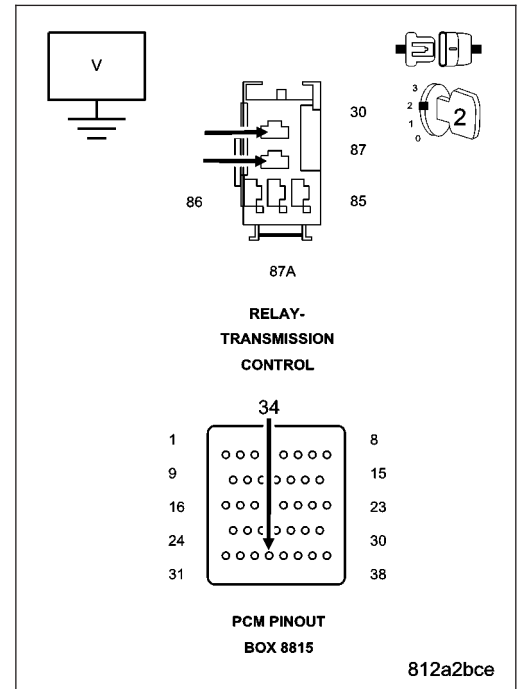 V
3
2
1
0
2
30
87
86
85
87A
RELAY-
TRANSMISSION
CONTROL
34
1
8
9
15
16
23
24
30
31
38
PCM PINOUT
BOX 8815
812a2bce